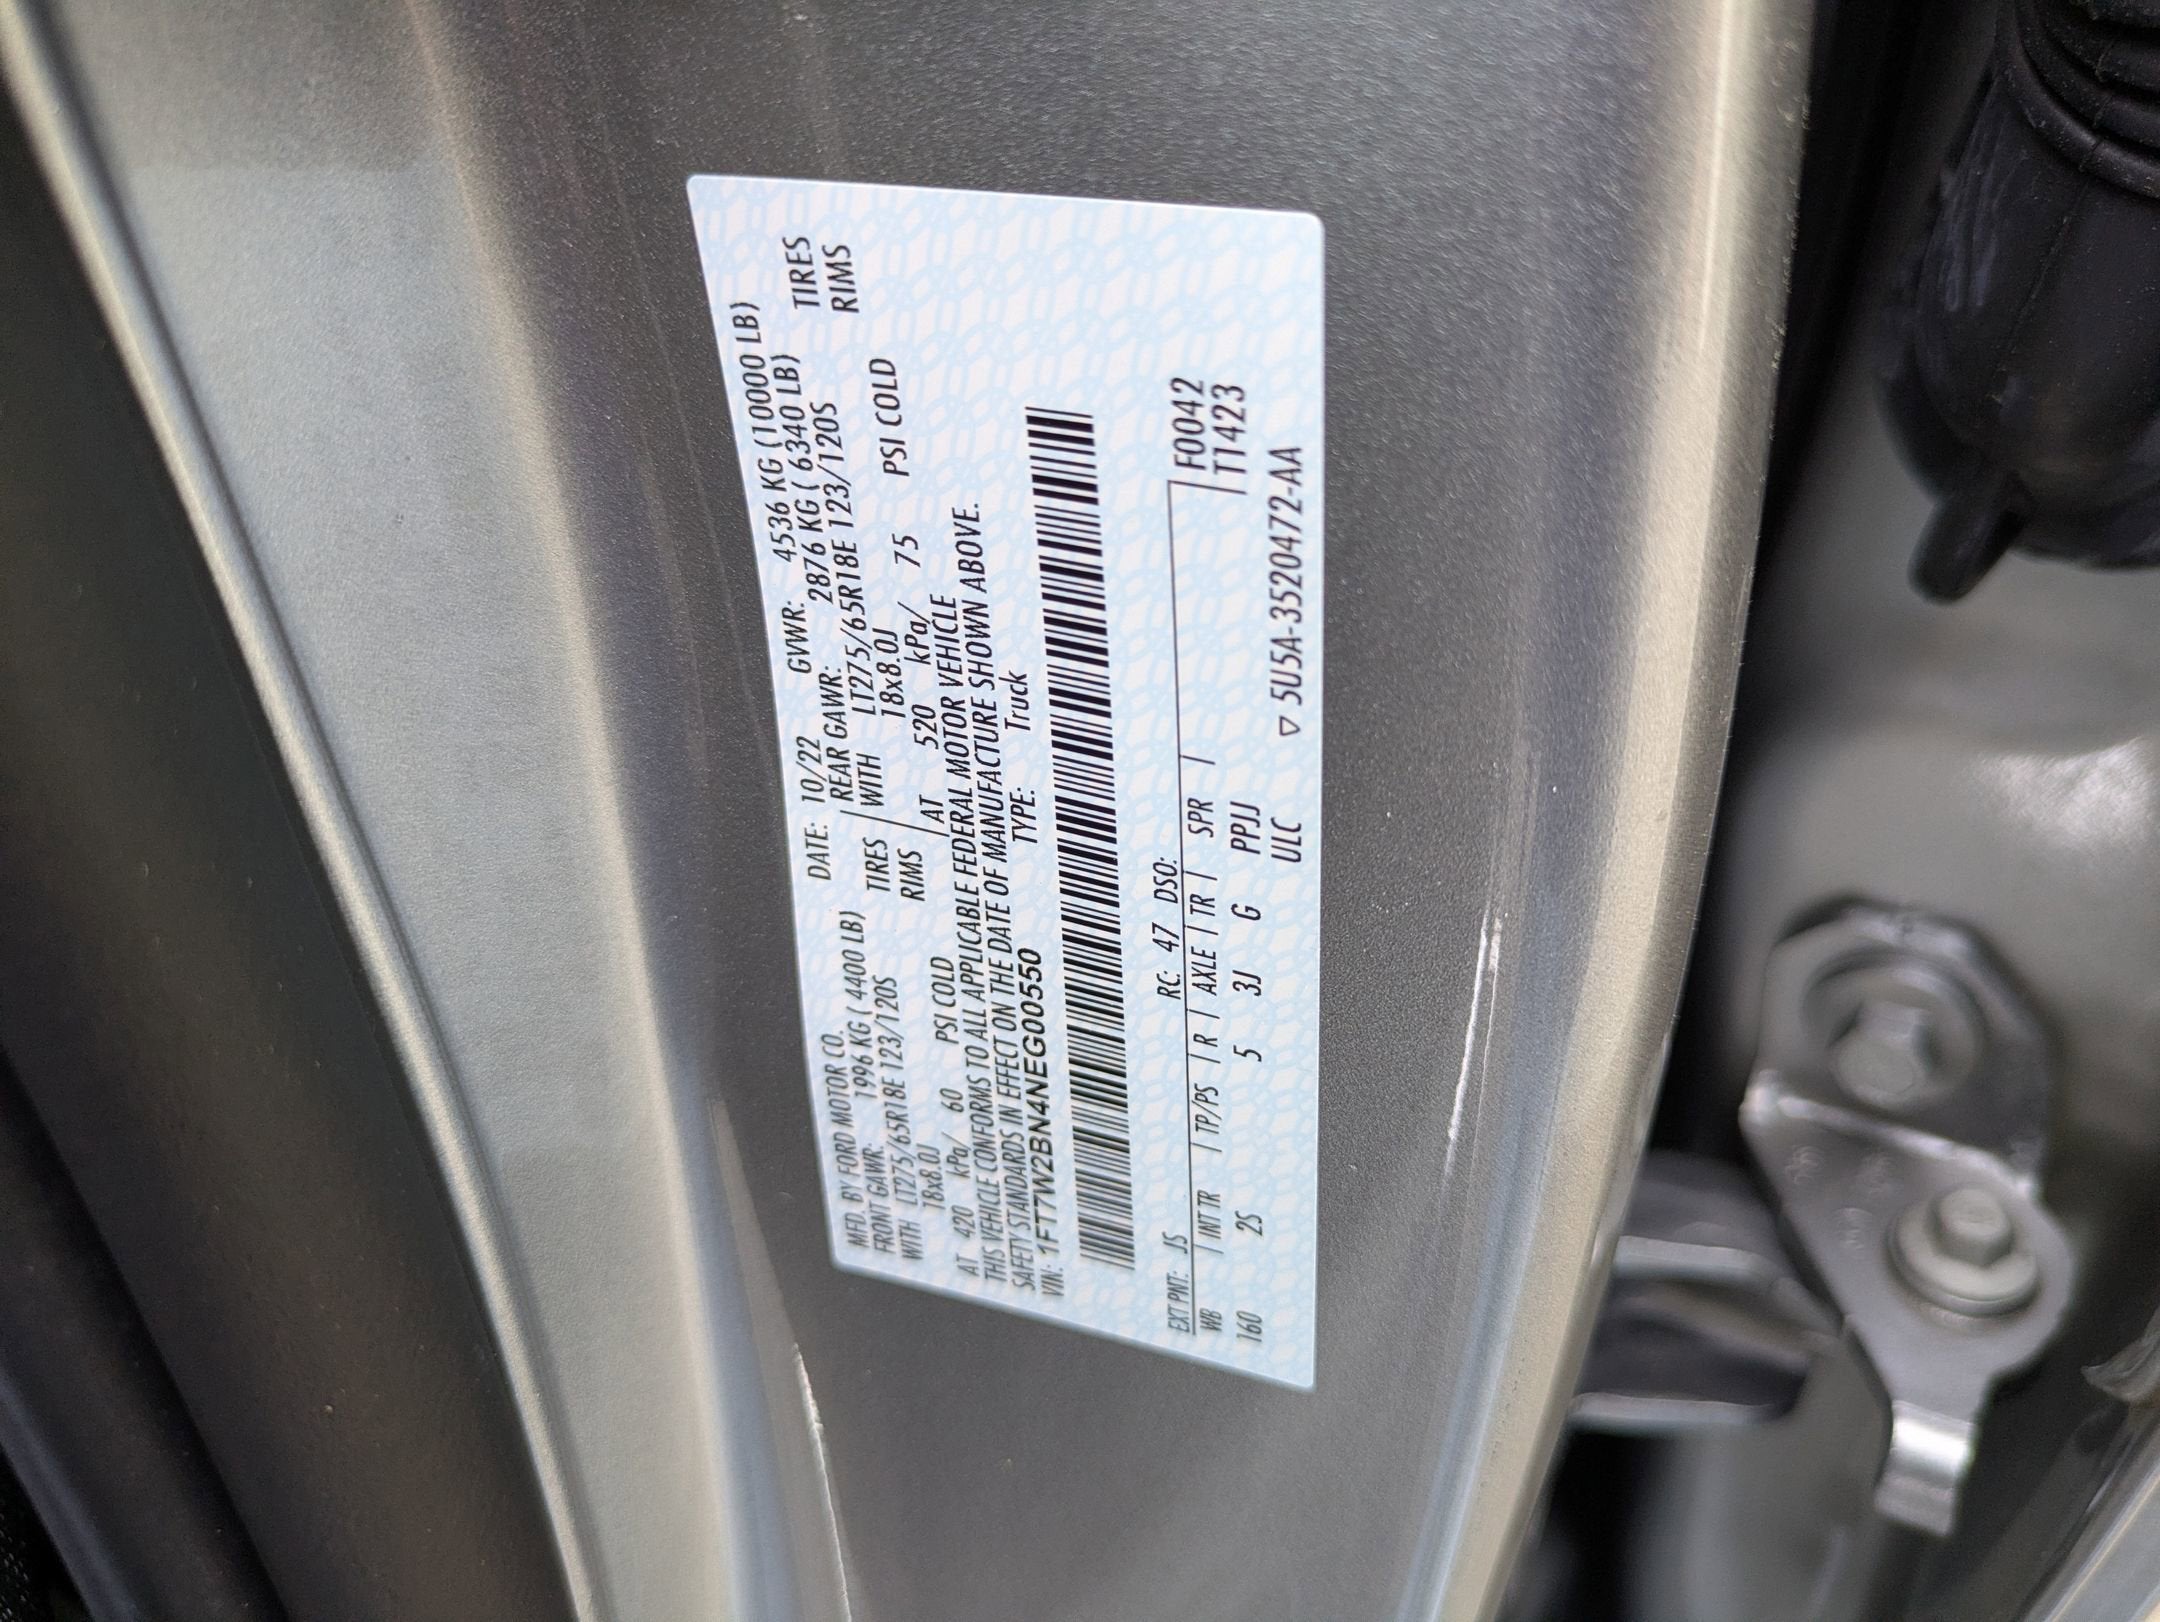 MFD. BY FORD MOTOR CO. DATE: 10/22 GVWR: 4536 KG (10000 LB)
FRONT GAWR: 1996 KG ( 4400 LB) REAR GAWR: 2876 KG ( 6340 LB)
WITH LT275/65R18E 123/120S TIRES WITH LT275/65R18E 123/120S TIRES
18x8.0J RIMS 18x8.0J RIMS
AT 420 kPa/ 60 PSI COLD AT 520 kPa/ 75 PSI COLD
THIS VEHICLE CONFORMS TO ALL APPLICABLE FEDERAL MOTOR VEHICLE
SAFETY STANDARDS IN EFFECT ON THE DATE OF MANUFACTURE SHOWN ABOVE.
VIN: 1FT7W2BN4NEG00550 TYPE: Truck
EXT PNT: JS RC: 47 DSO: F0042
WB | INT TR | TP/PS | R | AXLE | TR | SPR | T1423
160 2S 5 3J G PPJJ
ULC ▽ 5U5A-3520472-AA